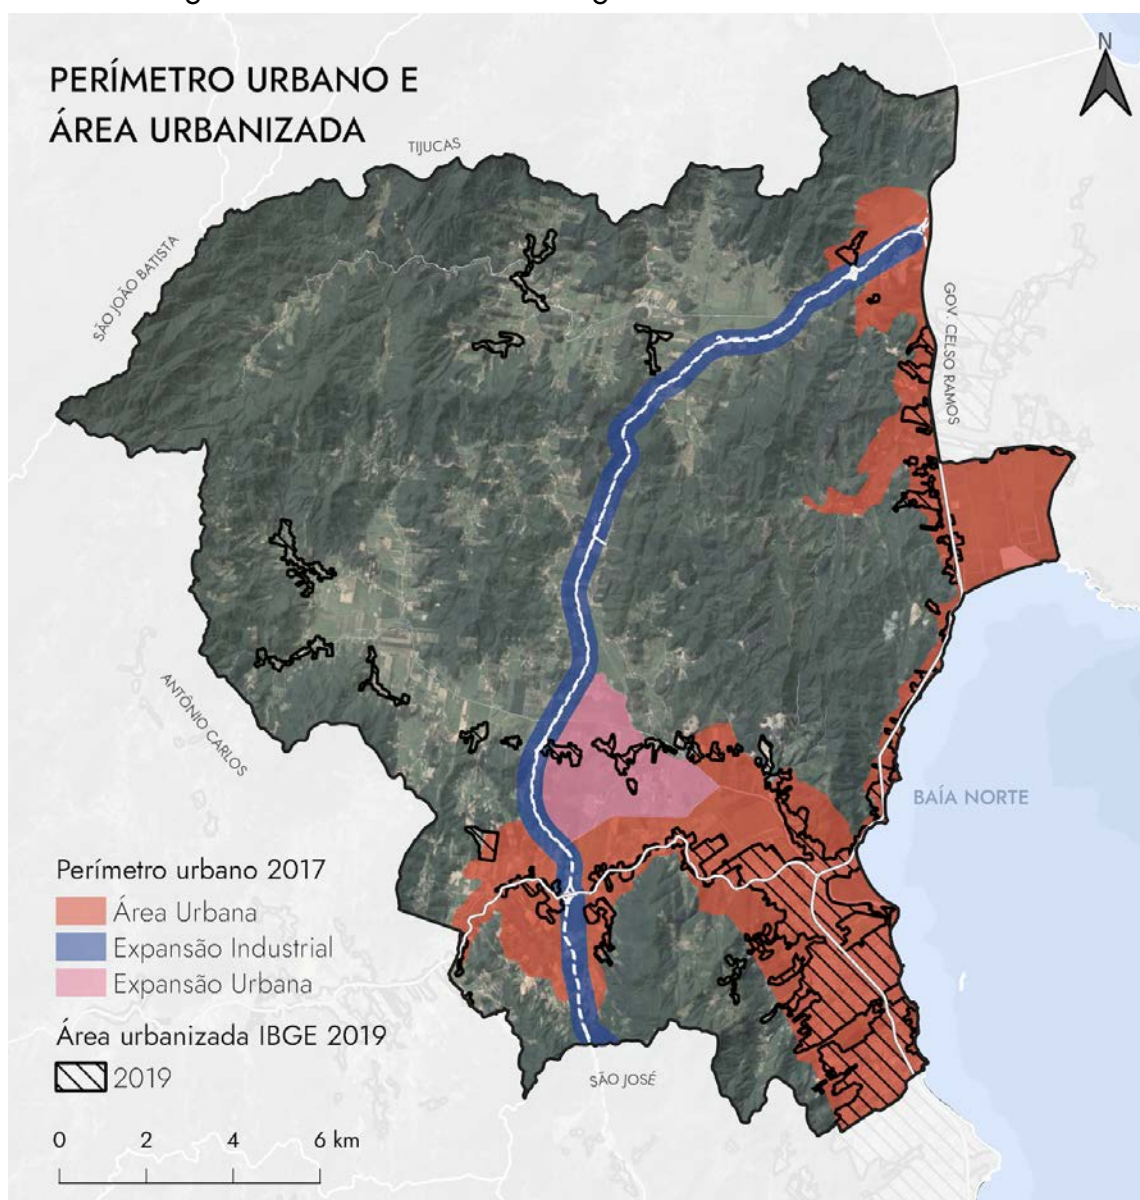 PERÍMETRO URBANO E
ÁREA URBANIZADA
N
TIJUCAS
SÃO JOÃO BATISTA
GOV. CELSO RAMOS
ANTÔNIO CARLOS
BAÍA NORTE
Perímetro urbano 2017
Área Urbana
Expansão Industrial
Expansão Urbana
Área urbanizada IBGE 2019
2019
SÃO JOSÉ
0 2 4 6 km